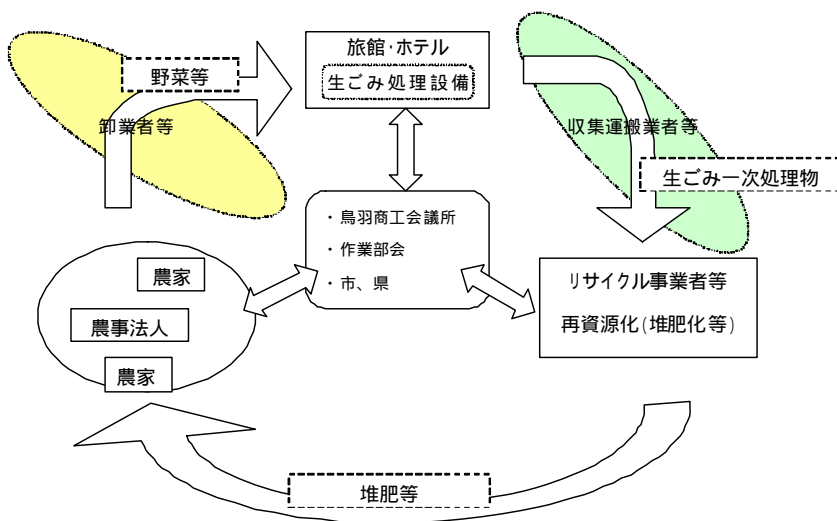 旅館・ホテル
生ごみ処理設備
野菜等
卸業者等
収集運搬業者等
生ごみ一次処理物
・鳥羽商工会議所
・作業部会
・市、県
農家
農事法人
農家
リサイクル事業者等
再資源化(堆肥化等)
堆肥等